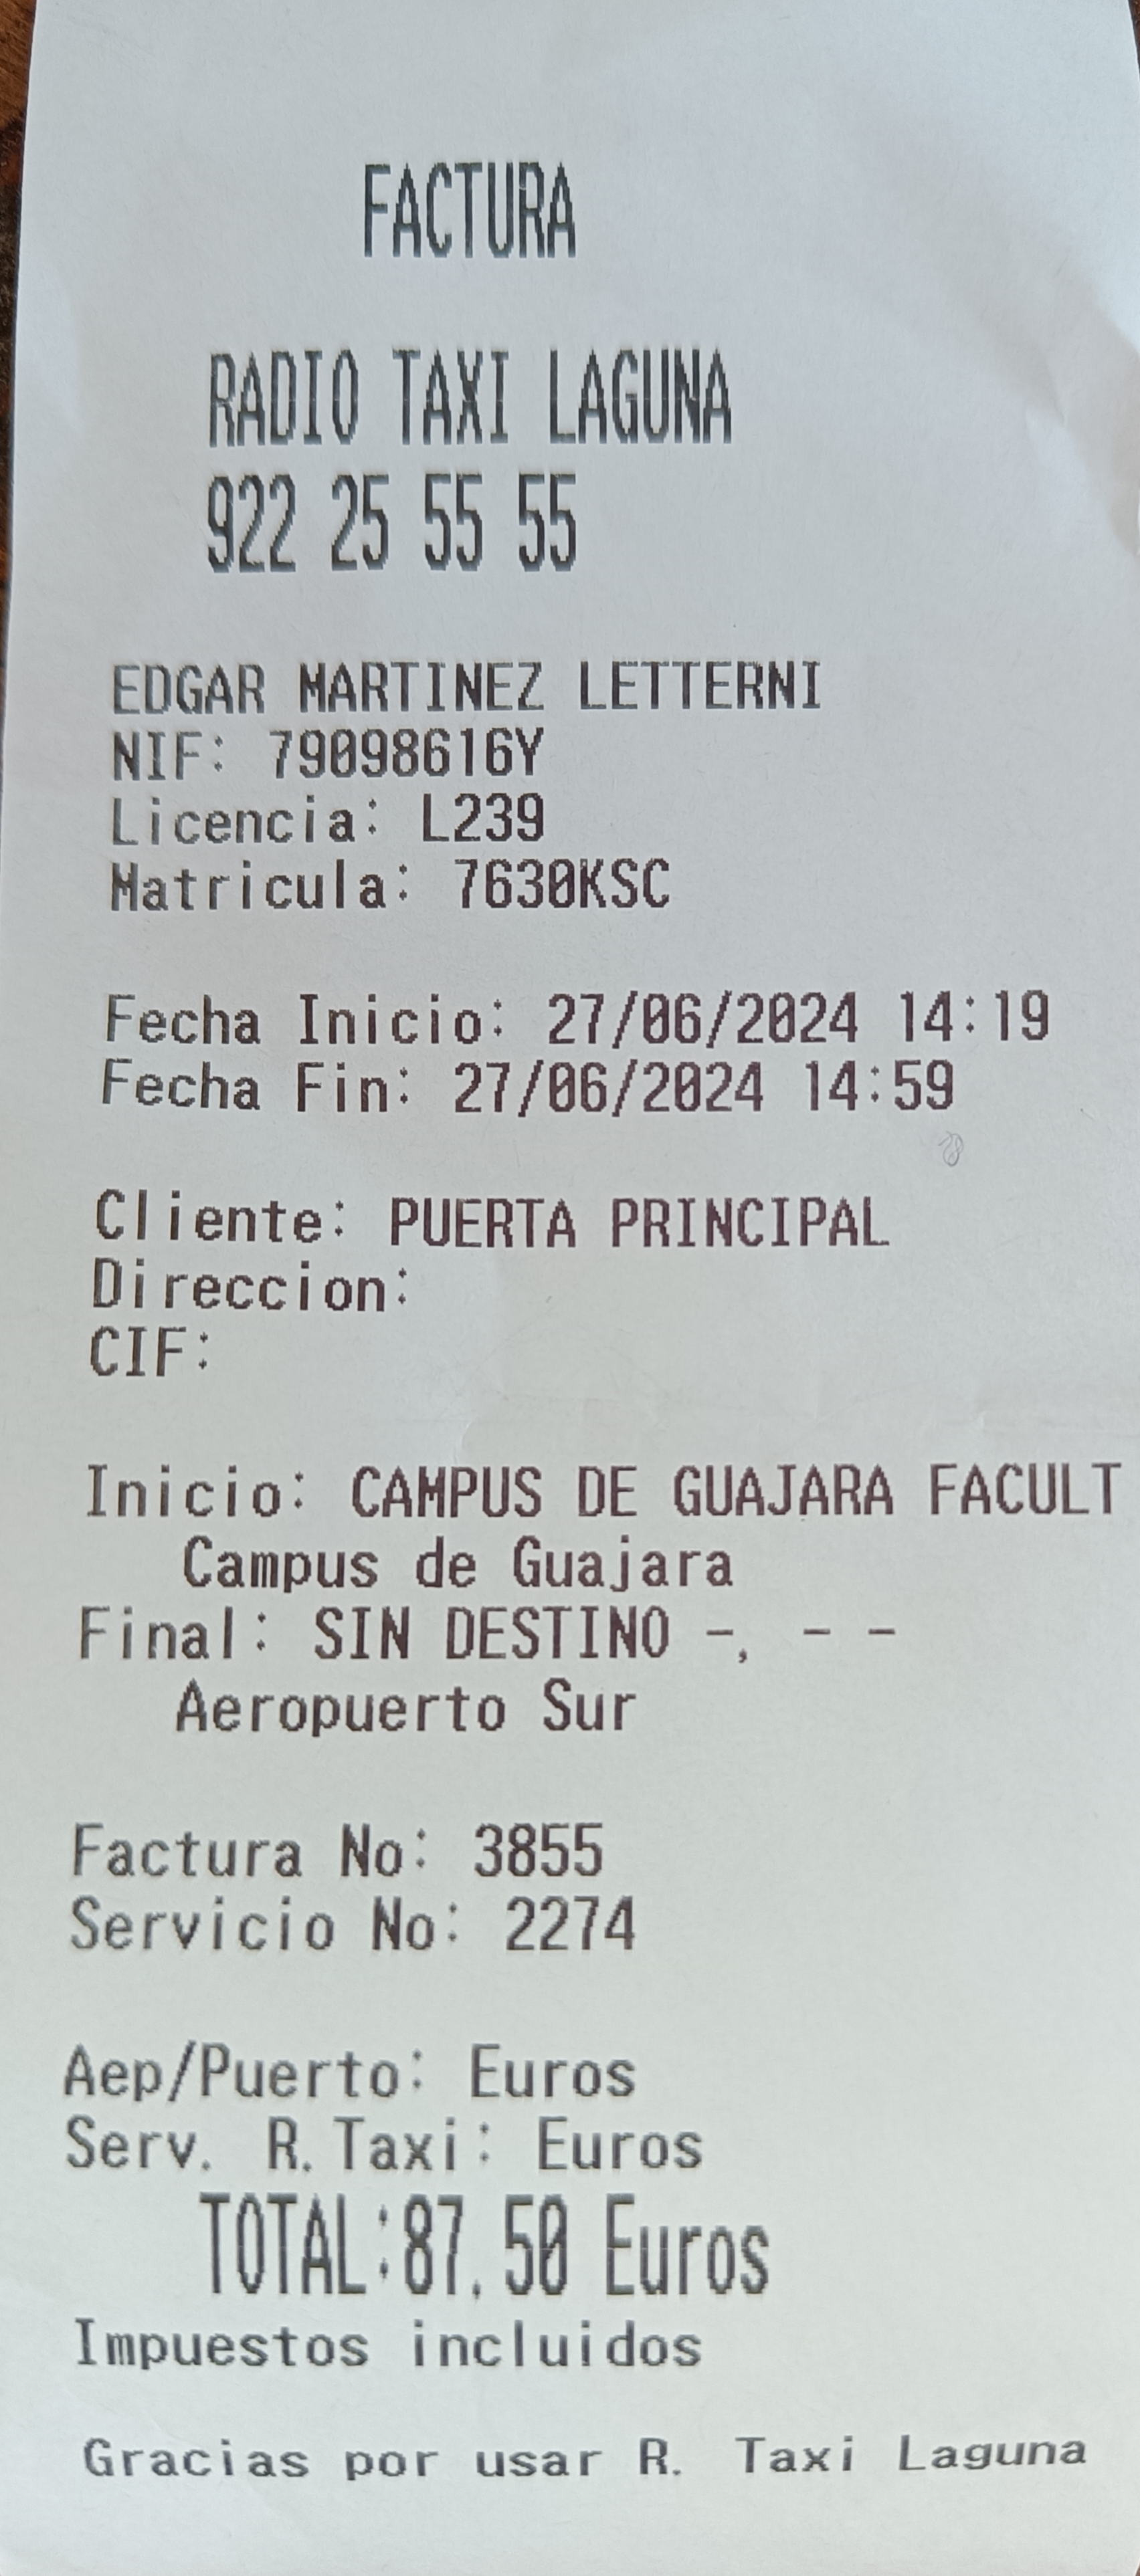 FACTURA
RADIO TAXI LAGUNA
922 25 55 55
EDGAR MARTINEZ LETTERNI
NIF: 79098616Y
Licencia: L239
Matricula: 7630KSC
Fecha Inicio: 27/06/2024 14:19
Fecha Fin: 27/06/2024 14:59
Cliente: PUERTA PRINCIPAL
Direccion:
CIF:
Inicio: CAMPUS DE GUAJARA FACULT
Campus de Guajara
Final: SIN DESTINO -, - -
Aeropuerto Sur
Factura No: 3855
Servicio No: 2274
Aep/Puerto: Euros
Serv. R.Taxi: Euros
TOTAL:87.50 Euros
Impuestos incluidos
Gracias por usar R. Taxi Laguna